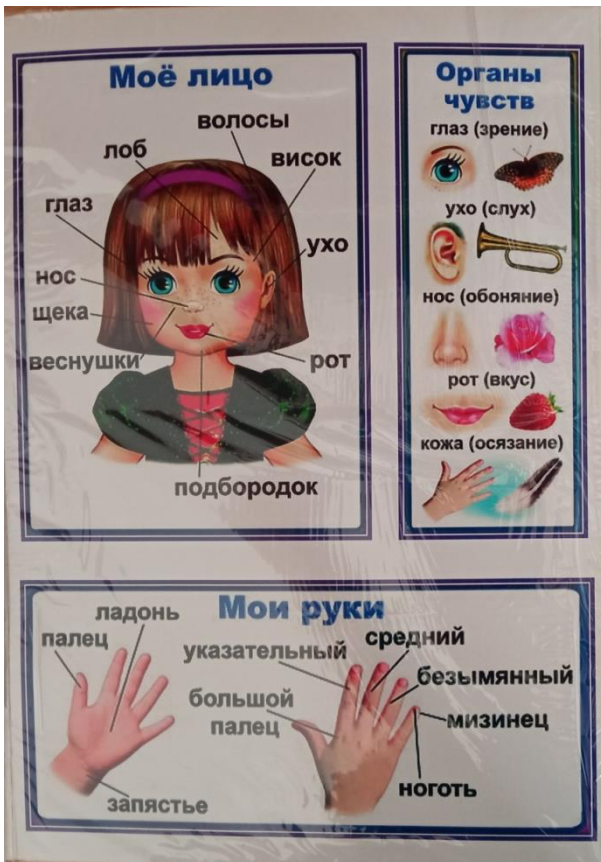 Моё лицо
волосы
лоб
висок
глаз
ухо
нос
щека
веснушки
рот
подбородок
Органы
чувств
глаз (зрение)
ухо (слух)
нос (обоняние)
рот (вкус)
кожа (осязание)
Мои руки
ладонь
палец
запястье
указательный
средний
безымянный
большой
палец
мизинец
ноготь